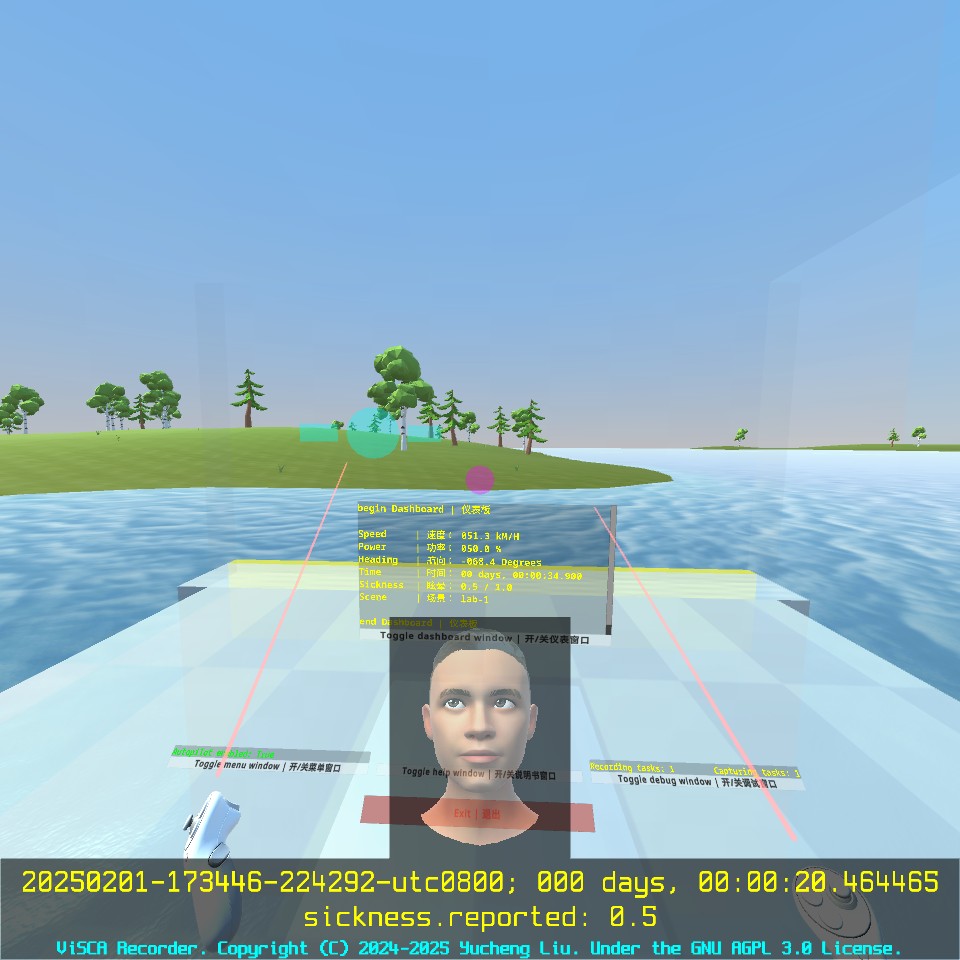 begin Dashboard | 仪表板
Speed | 速度: 051.3 kM/H
Power | 功率: 050.0 %
Heading | 航向: -068.4 Degrees
Time | 时间: 00 days, 00:00:34.900
Sickness | 眩晕: 0.5 / 1.0
Scene | 场景: lab-1
end Dashboard | 仪表板
Toggle dashboard window | 开/关仪表窗口
Autopilot enabled: True
Toggle menu window | 开/关菜单窗口
Toggle help window | 开/关说明书窗口
Recording tasks: 1 Capturing tasks: 1
Toggle debug window | 开/关调试窗口
Exit | 退出
20250201-173446-224292-utc0800; 000 days, 00:00:20.464465
sickness.reported: 0.5
ViSCA Recorder. Copyright (C) 2024-2025 Yucheng Liu. Under the GNU AGPL 3.0 License.